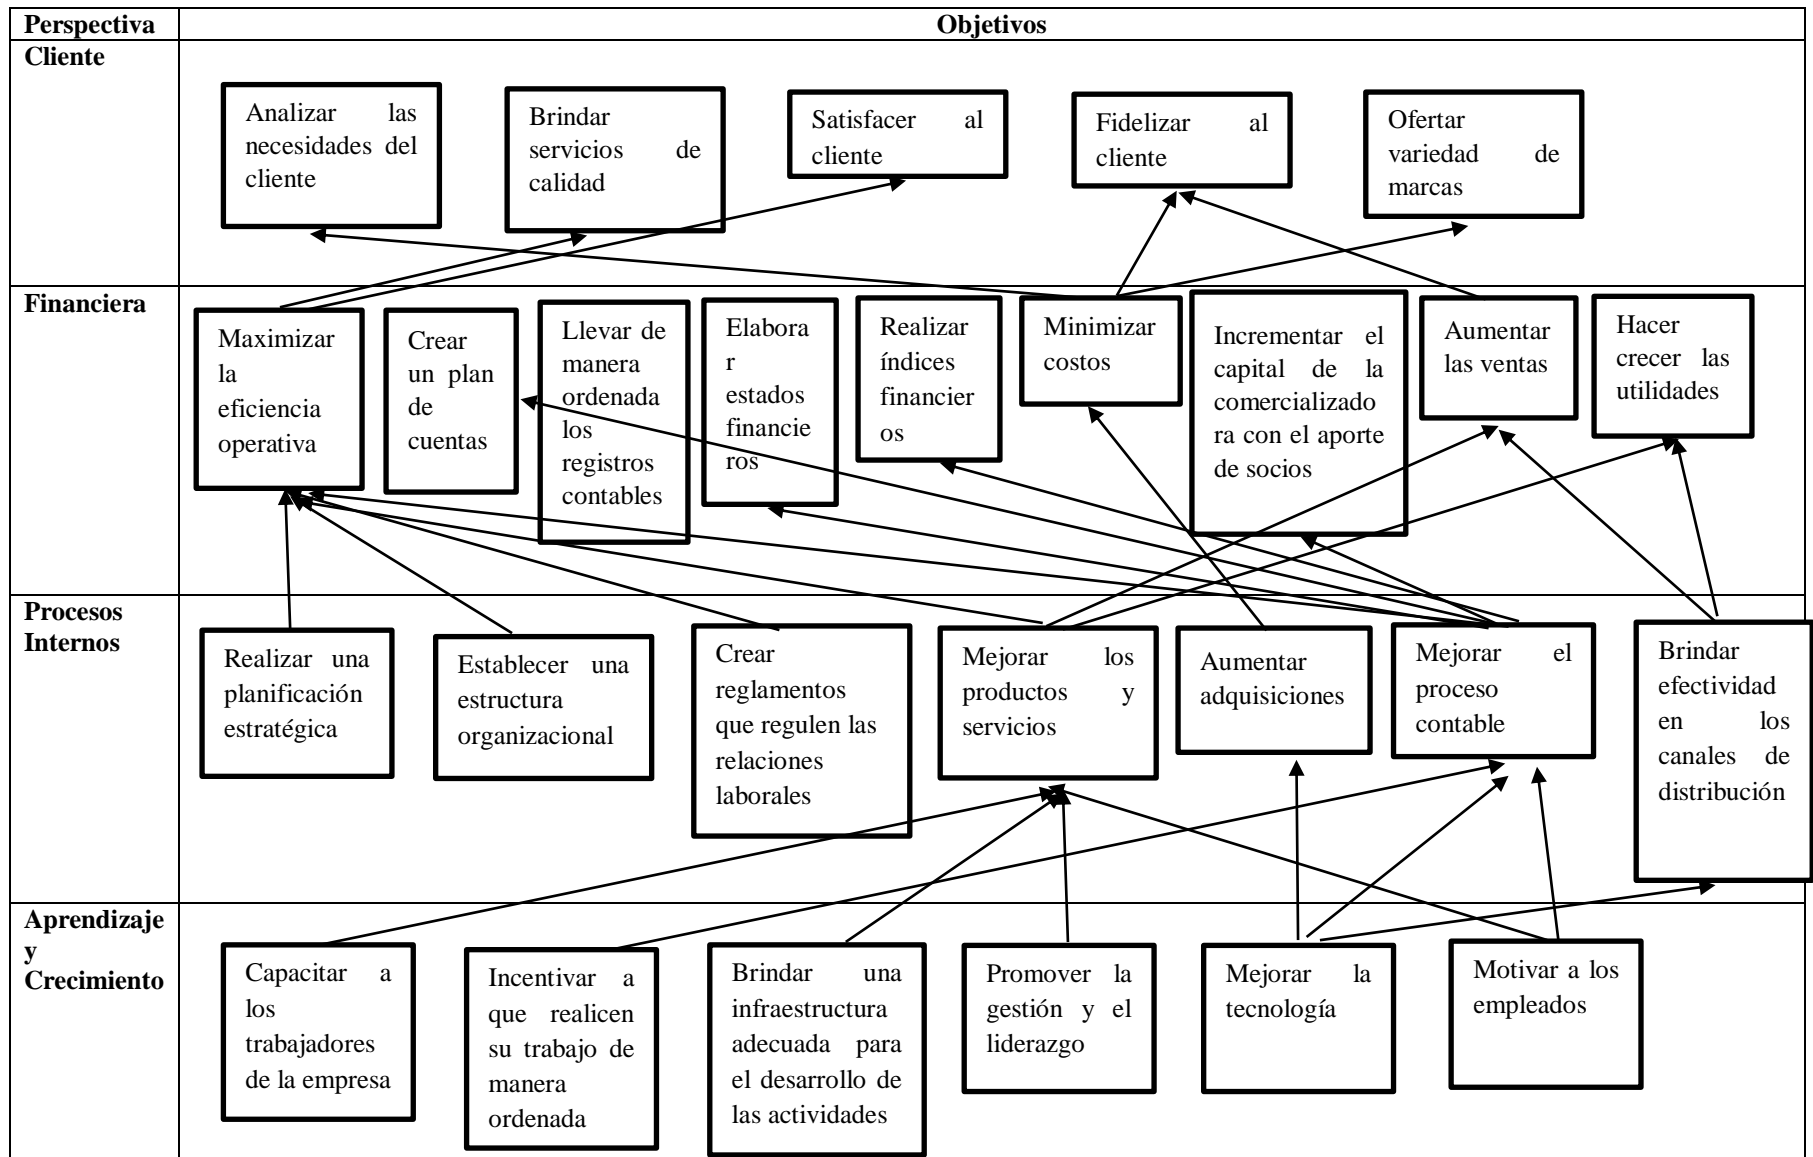 Perspectiva
Objetivos
Cliente
Analizar las
necesidades del
cliente
Brindar
servicios de
calidad
Satisfacer al
cliente
Fidelizar al
cliente
Ofertar
variedad de
marcas
Financiera
Maximizar
la
eficiencia
operativa
Crear
un plan
de
cuentas
Llevar de
manera
ordenada
los
registros
contables
Elabora
r
estados
financie
ros
Realizar
índices
financier
os
Minimizar
costos
Incrementar el
capital de la
comercializado
ra con el aporte
de socios
Aumentar
las ventas
Hacer
crecer las
utilidades
Procesos
Internos
Realizar una
planificación
estratégica
Establecer una
estructura
organizacional
Crear
reglamentos
que regulen las
relaciones
laborales
Mejorar los
productos y
servicios
Aumentar
adquisiciones
Mejorar el
proceso
contable
Brindar
efectividad
en los
canales de
distribución
Aprendizaje
y
Crecimiento
Capacitar a
los
trabajadores
de la empresa
Incentivar a
que realicen
su trabajo de
manera
ordenada
Brindar una
infraestructura
adecuada para
el desarrollo de
las actividades
Promover la
gestión y el
liderazgo
Mejorar la
tecnología
Motivar a los
empleados